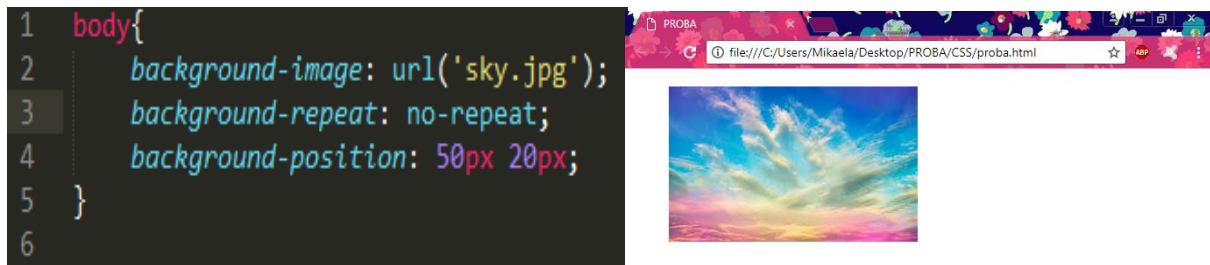 1 body{
2 background-image: url('sky.jpg');
3 background-repeat: no-repeat;
4 background-position: 50px 20px;
5 }
6
PROBA
file:///C:/Users/Mikaela/Desktop/PROBA/CSS/proba.html
ABP